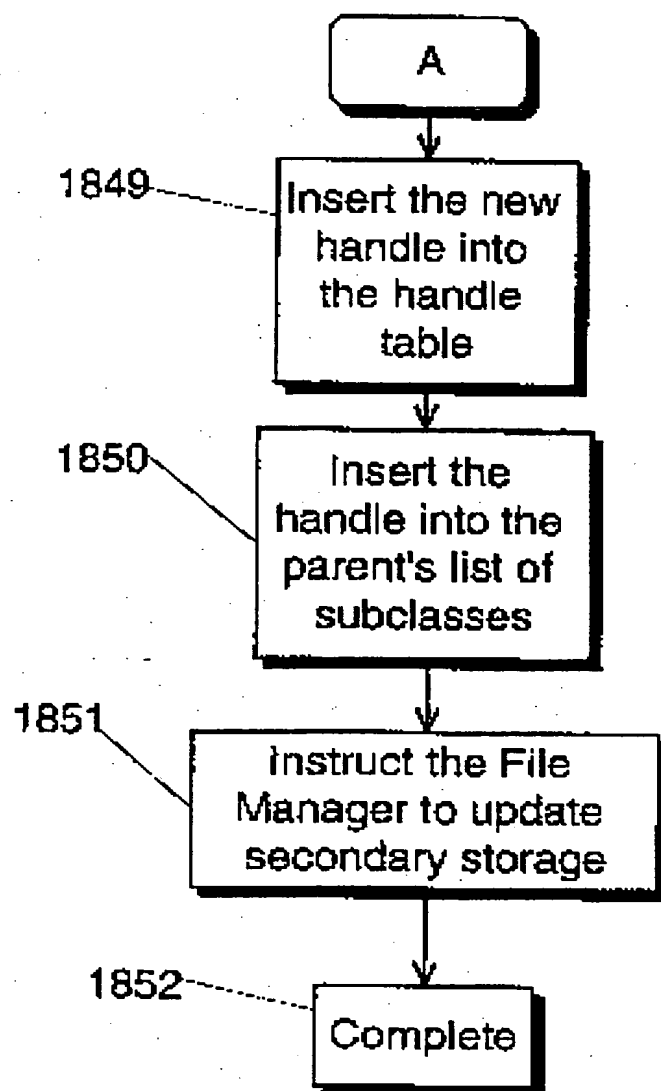 A
1849
Insert the new
handle into
the handle
table
1850
Insert the
handle into the
parent's list of
subclasses
1851
Instruct the File
Manager to update
secondary storage
1852
Complete